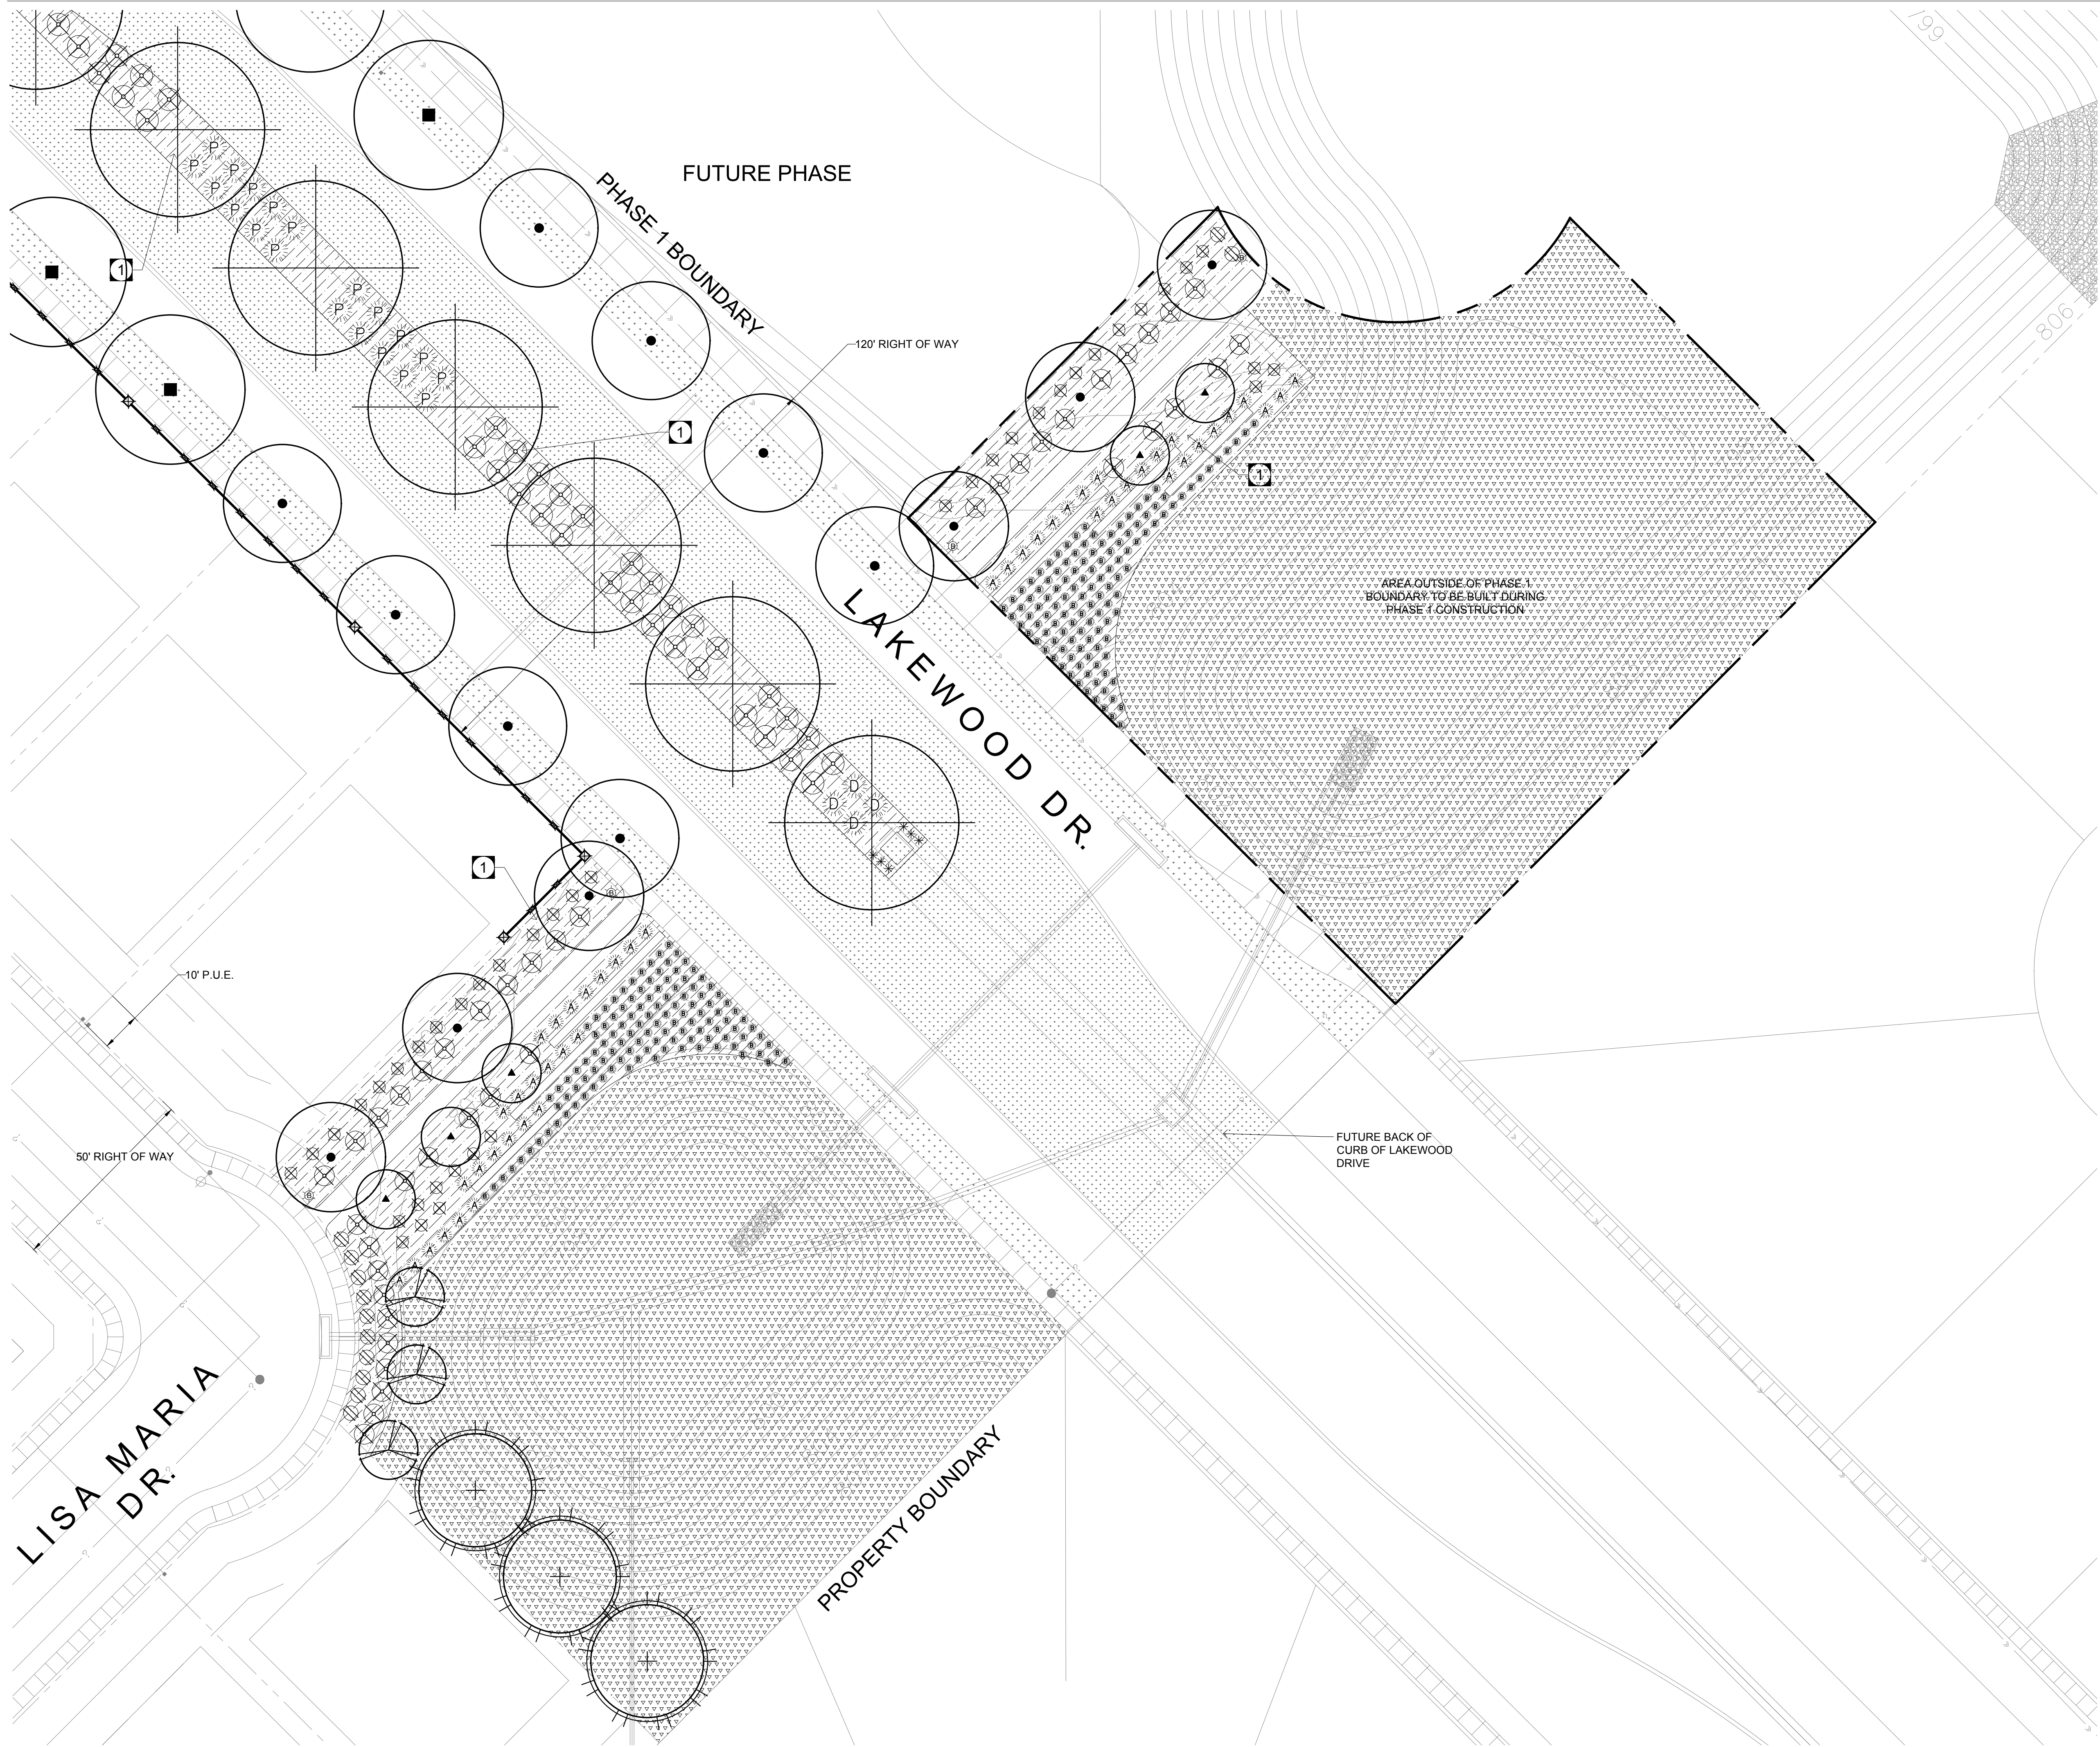 799
FUTURE PHASE
PHASE 1 BOUNDARY
1
806
120' RIGHT OF WAY
1
1
AREA OUTSIDE OF PHASE 1
BOUNDARY TO BE BUILT DURING
PHASE 1 CONSTRUCTION
LAKEWOOD DR.
1
10' P.U.E.
50' RIGHT OF WAY
FUTURE BACK OF
CURB OF LAKEWOOD
DRIVE
LISA MARIA
DR.
PROPERTY BOUNDARY